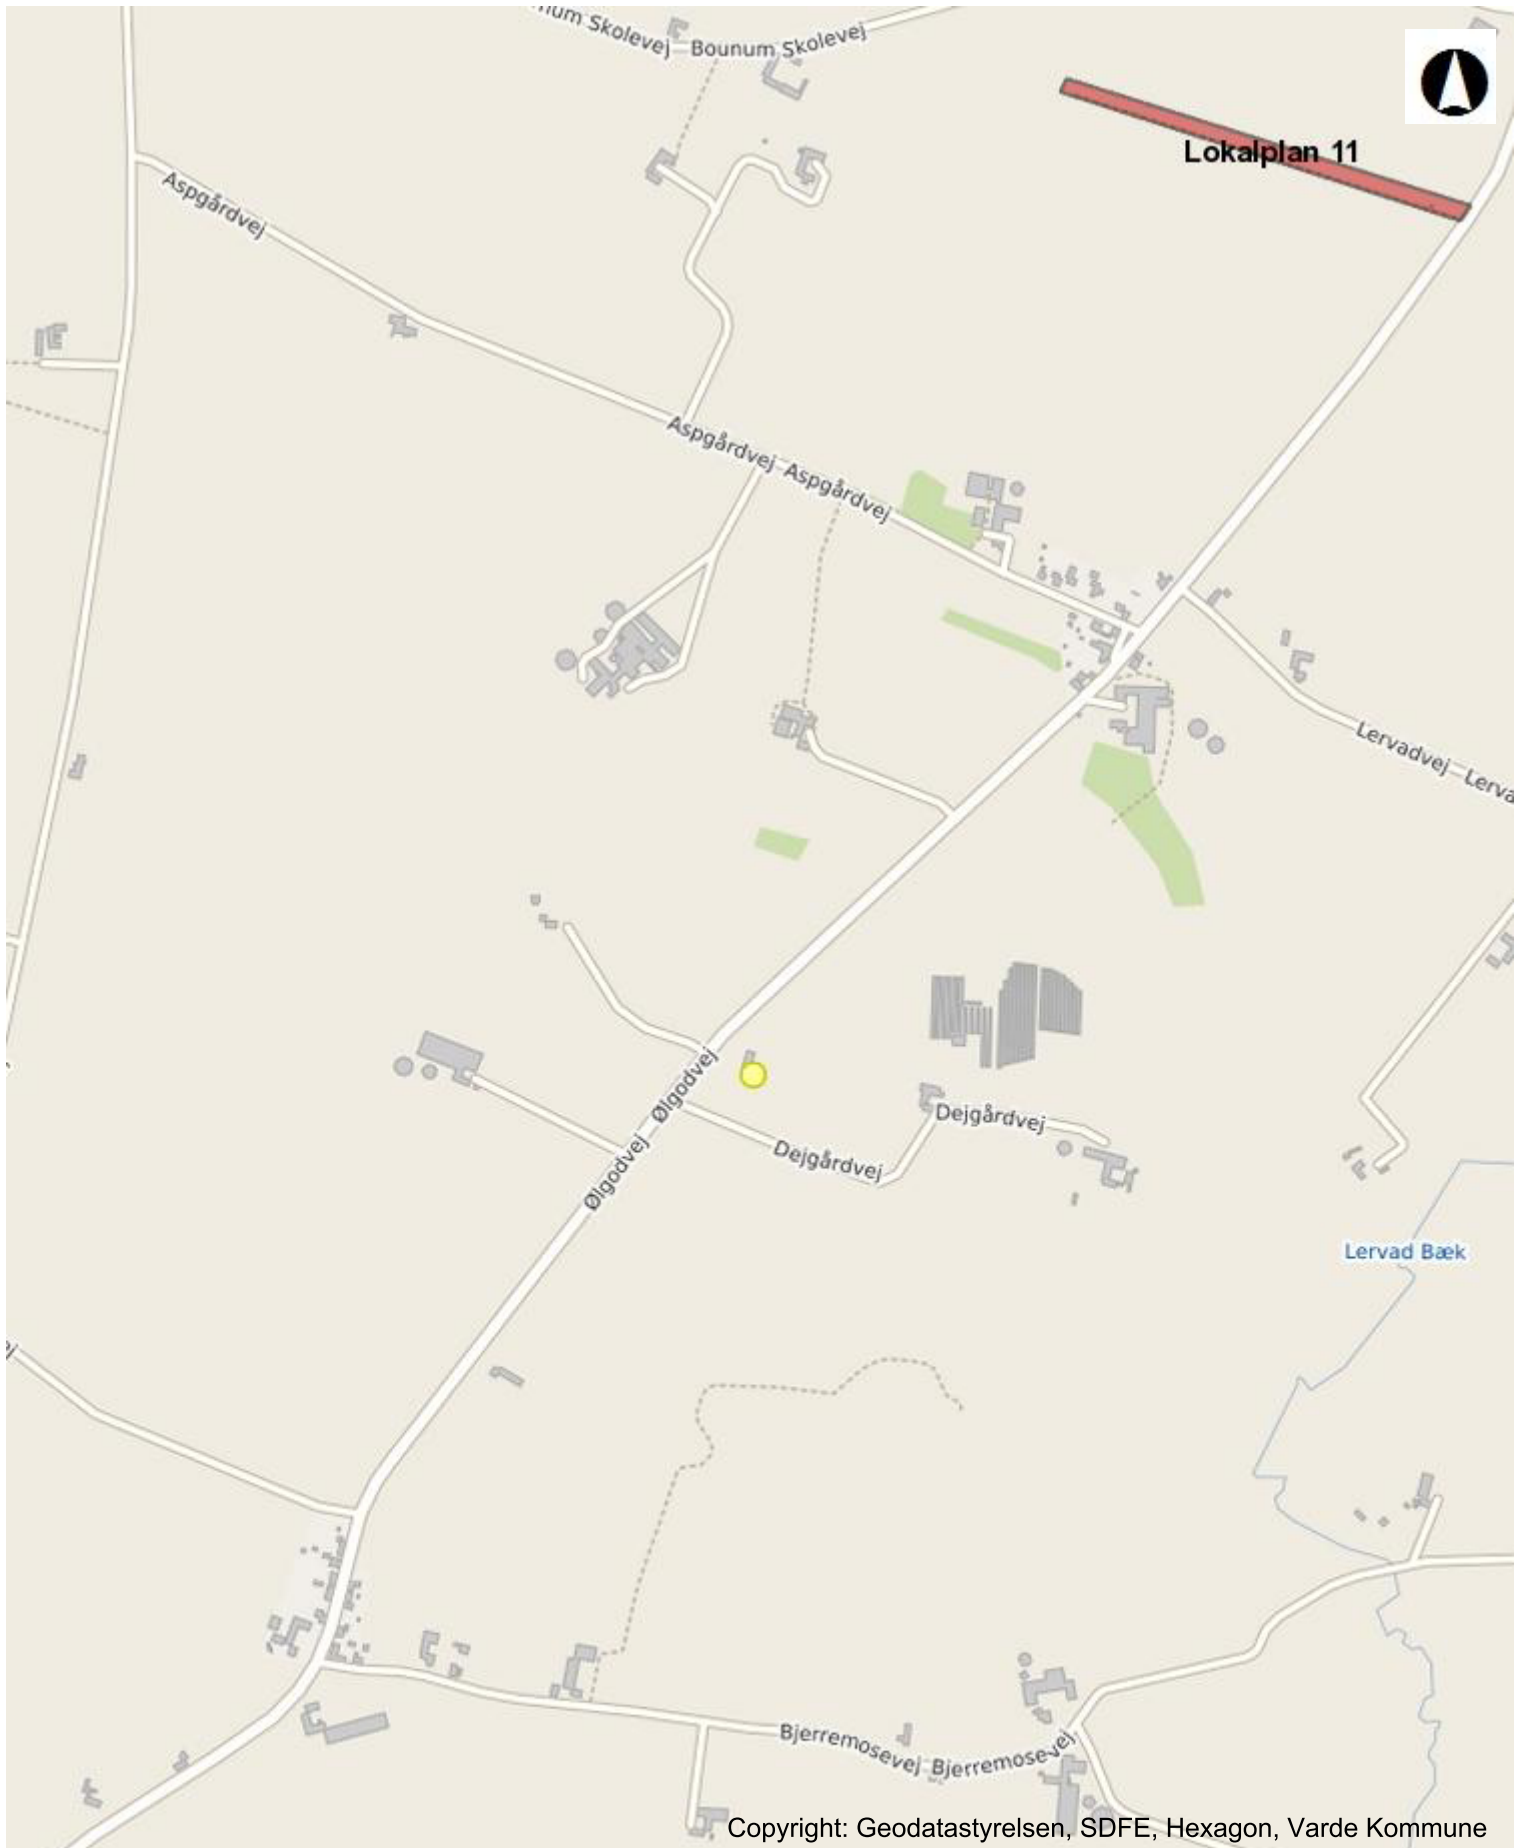 Skolevej
Bounum Skolevej
Lokalplan 11
Aspgårdvej
Aspgårdvej
Aspgårdvej
Lervadvej
Ølgodvej
Ølgodvej
Dejgårdvej
Dejgårdvej
Lervad Bæk
Bjerremosevej
Bjerremosevej
Copyright: Geodatastyrelsen, SDFE, Hexagon, Varde Kommune